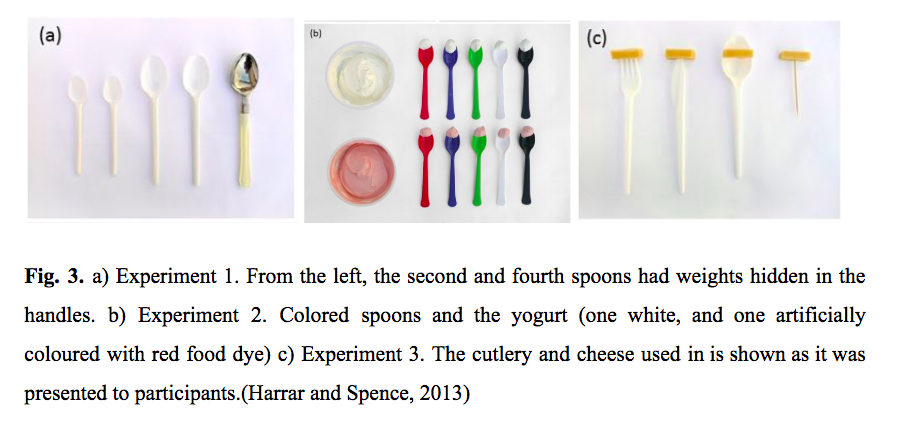 (a)
(b)
(c)
Fig. 3. a) Experiment 1. From the left, the second and fourth spoons had weights hidden in the
handles. b) Experiment 2. Colored spoons and the yogurt (one white, and one artificially
coloured with red food dye) c) Experiment 3. The cutlery and cheese used in is shown as it was
presented to participants.(Harrar and Spence, 2013)